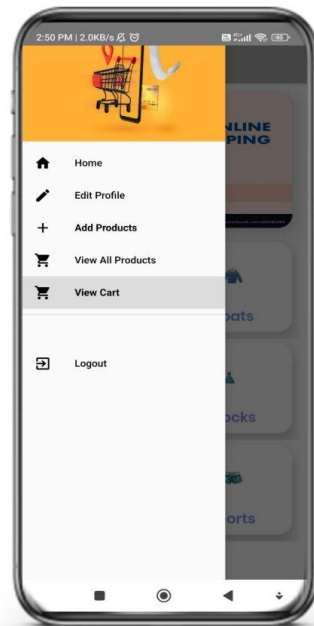 2:50 PM | 2.0KB/s
NLINE
PING
Home
Edit Profile
Add Products
View All Products
View Cart
oats
Logout
ocks
orts